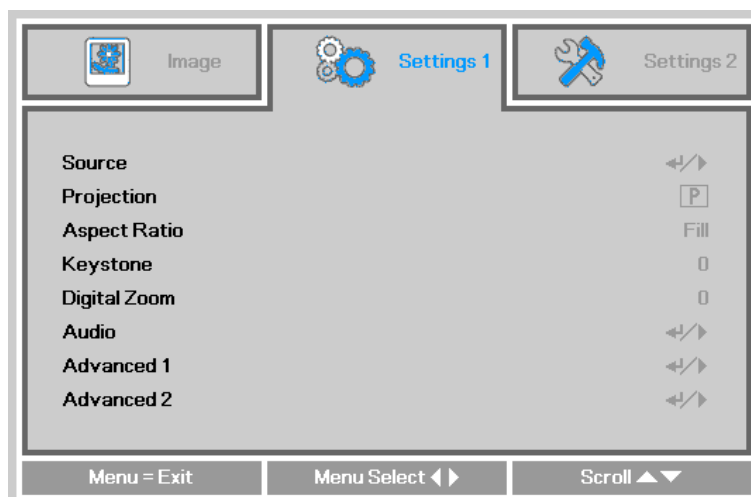 Image
Settings 1
Settings 2
Source ↵/▶
Projection P
Aspect Ratio Fill
Keystone 0
Digital Zoom 0
Audio ↵/▶
Advanced 1 ↵/▶
Advanced 2 ↵/▶
Menu = Exit
Menu Select ◀ ▶
Scroll ▲▼